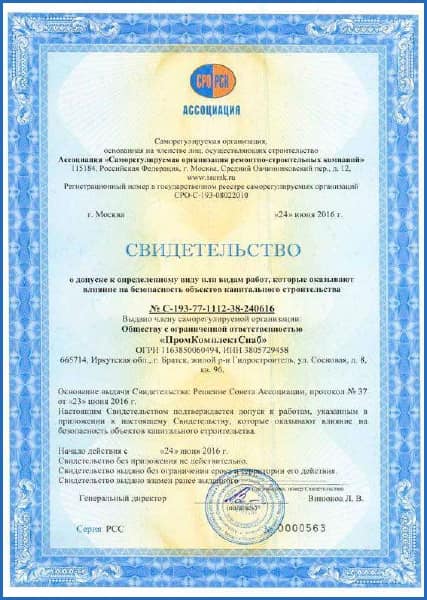 СРО РСК
АССОЦИАЦИЯ
Саморегулируемая организация,
основанная на членстве лиц, осуществляющих строительство
Ассоциация «Саморегулируемая организация ремонтно-строительных компаний»
115184, Российская Федерация, г. Москва, Средний Овчинниковский пер., д. 12,
Регистрационный номер в государственном реестре саморегулируемых организаций
СРО-С-193-08022010
г. Москва «24» июня 2016 г.
СВИДЕТЕЛЬСТВО
о допуске к определенному виду или видам работ, которые оказывают
влияние на безопасность объектов капитального строительства
№ С-193-77-1112-38-240616
Выдано члену саморегулируемой организации:
Обществу с ограниченной ответственностью
«ПромКомплектСнаб»
ОГРН 1163850060494, ИНН 3805729458
665714, Иркутская обл., г. Братск, жилой р-н Гидростроитель, ул. Сосновая, д. 8,
кв. 96.
Основание выдачи Свидетельства: Решение Совета Ассоциации, протокол № 37
от «23» июня 2016 г.
Настоящим Свидетельством подтверждается допуск к работам, указанным в
приложении к настоящему Свидетельству, которые оказывают влияние на
безопасность объектов капитального строительства.
Начало действия с «24» июня 2016 г.
Свидетельство без приложения не действительно.
Свидетельство выдано без ограничения срока и территории его действия.
Свидетельство выдано взамен ранее выданного
номер Свидетельства
Генеральный директор Л. В.
(подпись)
Серия РСС № 0000563